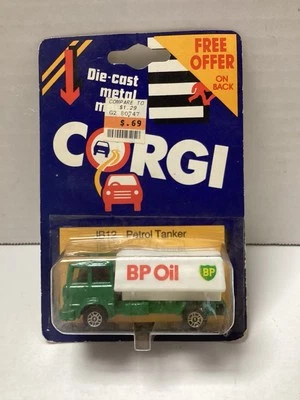 FREE
OFFER
ON
BACK
Die-cast
metal
COMPARE TO
$1.29
$.69
CORGI
Petrol Tanker
BP Oil
BP